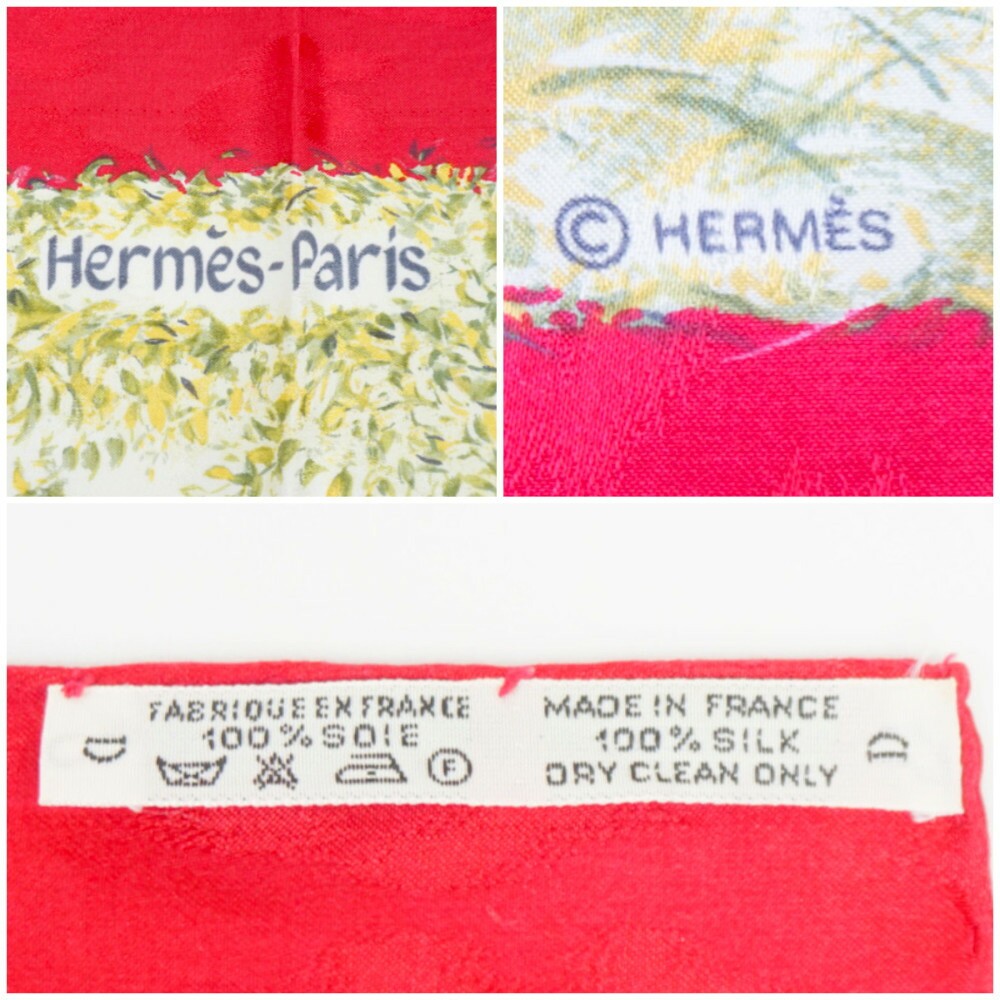 Hermès-Paris
© HERMÈS
FABRIQUE EN FRANCE
100% SOIE
F
MADE IN FRANCE
100% SILK
DRY CLEAN ONLY
D
D